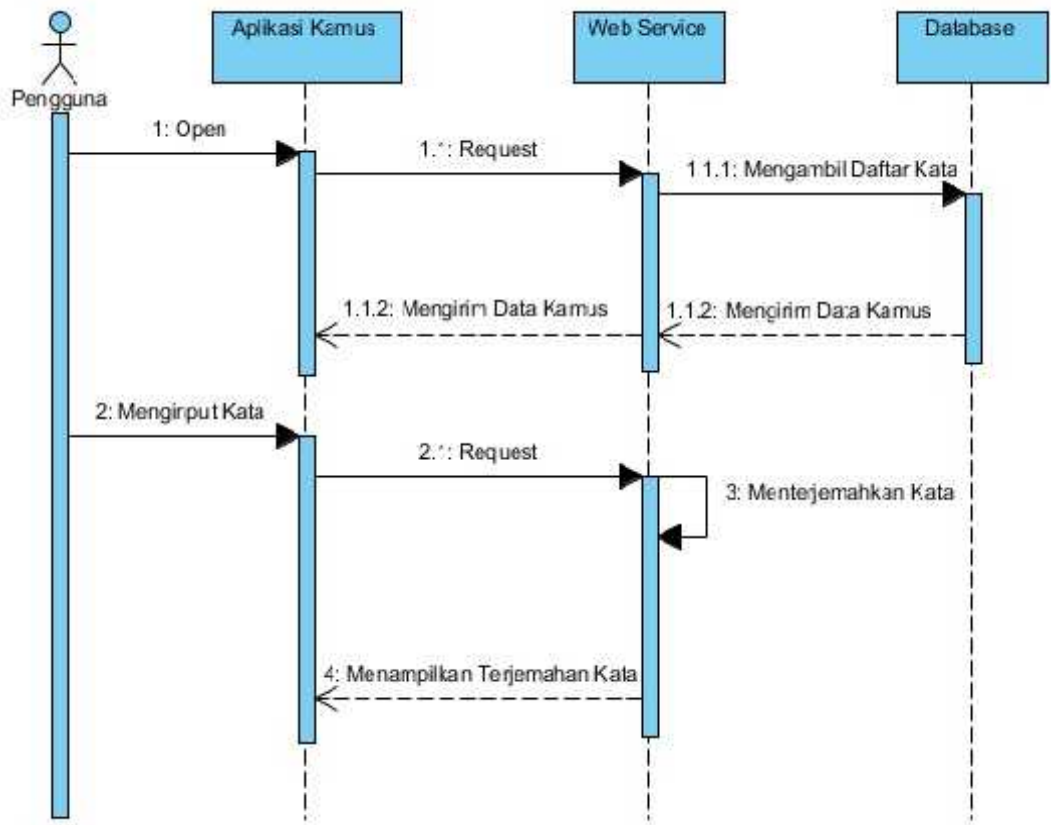 Aplikasi Kamus
Web Service
Database
Pengguna
1: Open
1.1: Request
1.1.1: Mengambil Daftar Kata
1.1.2: Mengirim Data Kamus
1.1.2: Mengirim Data Kamus
2: Menginput Kata
2.1: Request
3: Menterjemahkan Kata
4: Menampilkan Terjemahan Kata